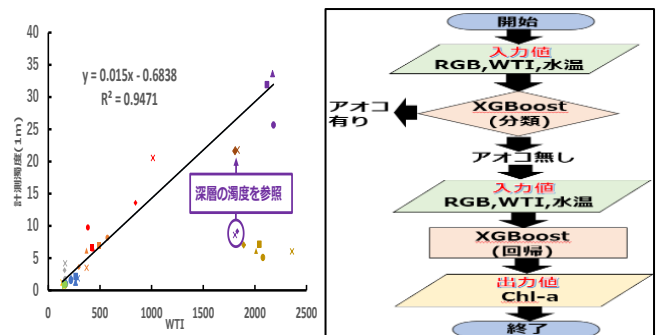 計測濁度(1m)
40
35
30
25
20
15
10
5
0
0
500
1000
1500
2000
2500
WTI
y = 0.015x - 0.6838
R² = 0.9471
深層の濁度を参照
開始
入力値
RGB,WTI,水温
XGBoost
(分類)
アオコ
有り
アオコ無し
入力値
RGB,WTI,水温
XGBoost
(回帰)
出力値
Chl-a
終了